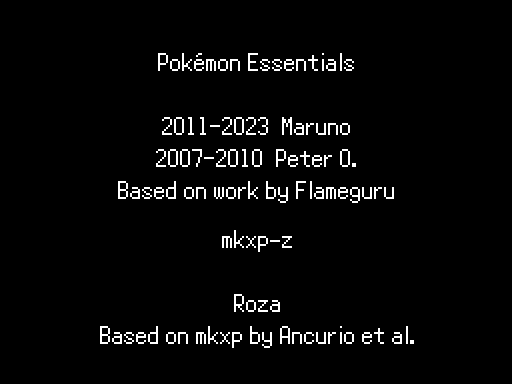 Pokémon Essentials
2011-2023 Maruno
2007-2010 Peter O.
Based on work by Flameguru
mkxp-z
Roza
Based on mkxp by Ancurio et al.